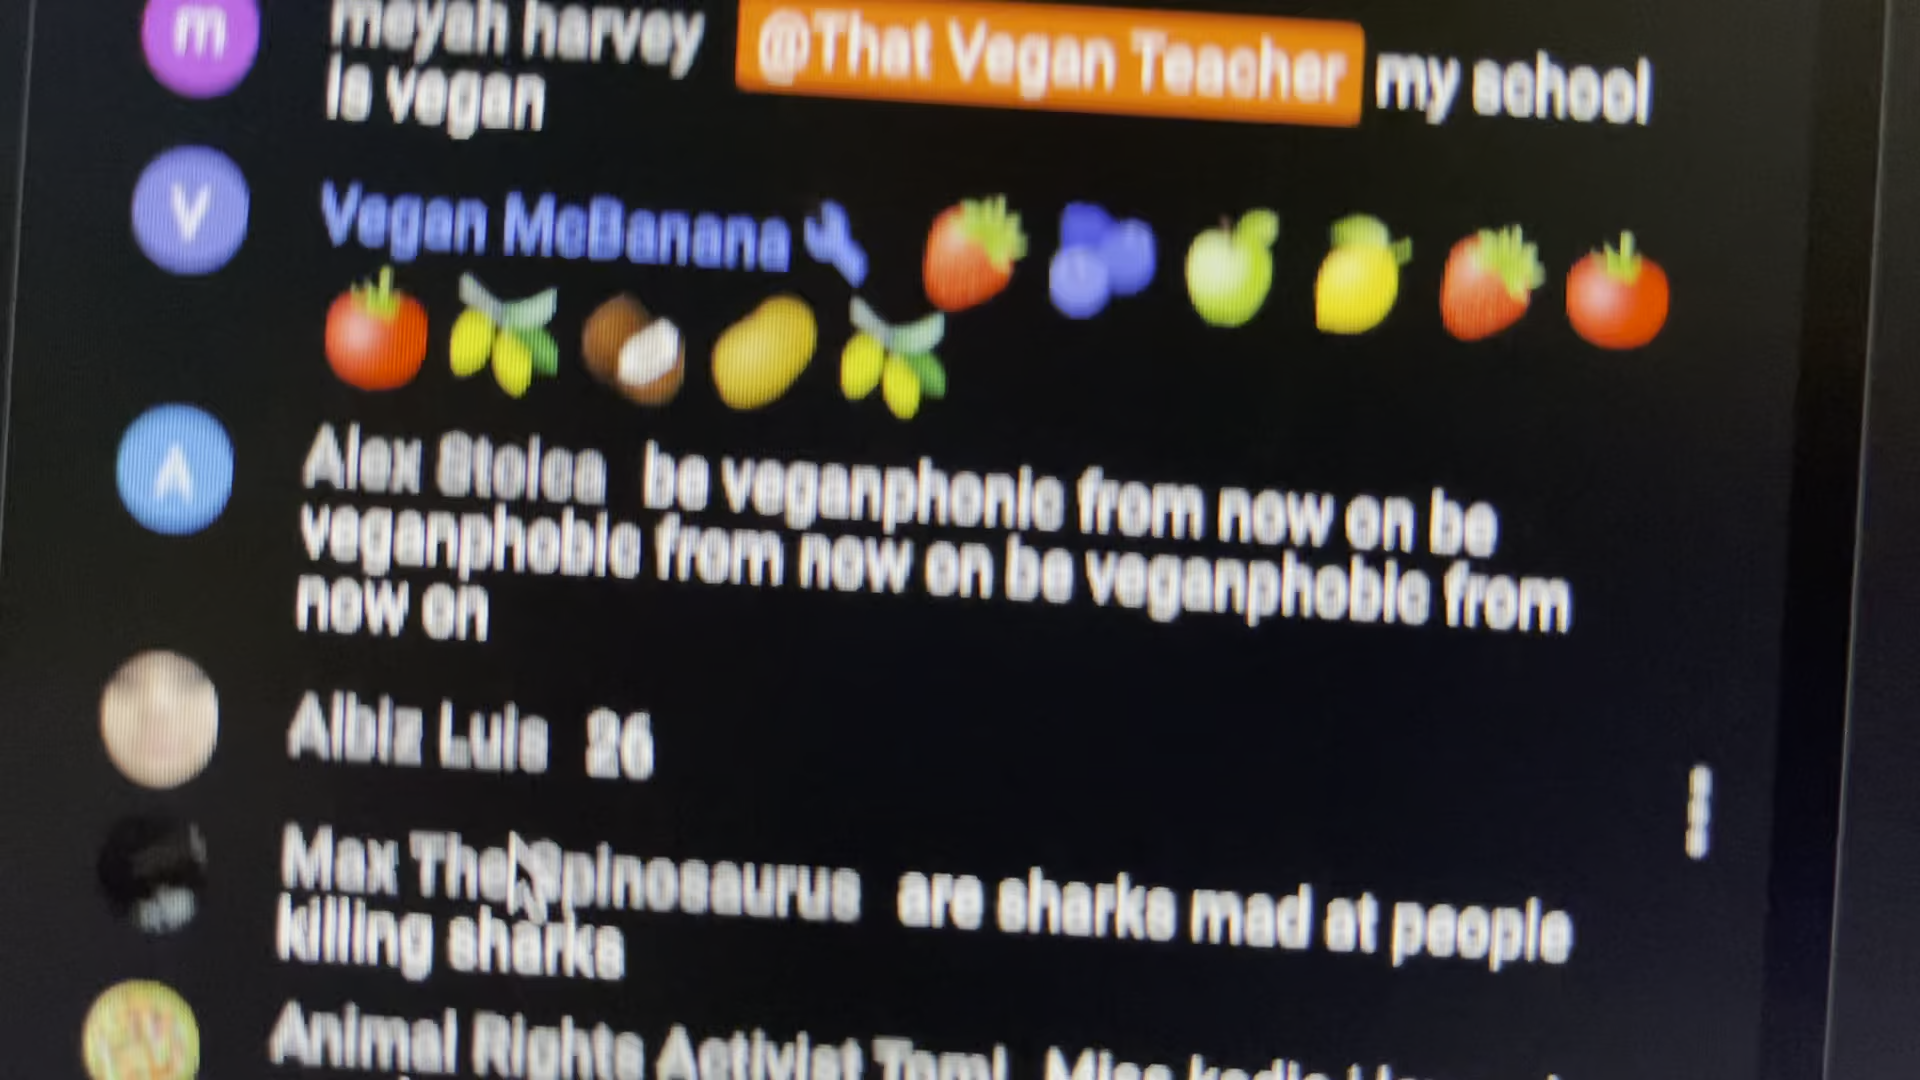 m
meyah harvey @That Vegan Teacher my school
is vegan
V
Vegan McBanana
A
Alex Stoica be veganphonic from now on be
veganphobic from now on be veganphobic from
now on
Albiz Luis 26
Max The Spinosaurus are sharks mad at people
killing sharks
Animal Rights Activist Miss kadie